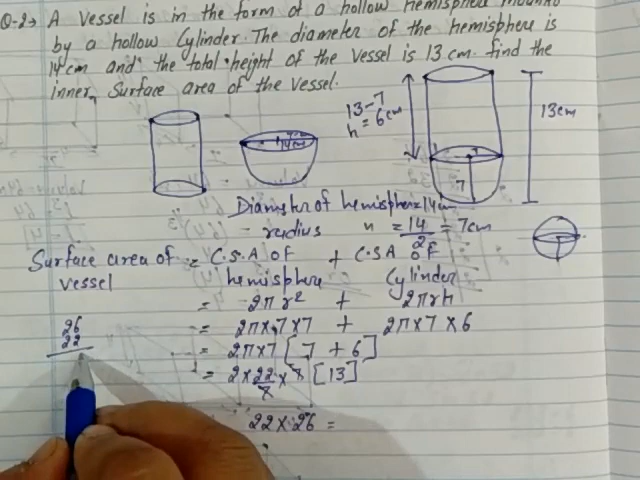 Q-2→ A vessel is in the form of a hollow hemisphere
by a hollow Cylinder. The diameter of the hemisphere is
14cm and the total height of the vessel is 13 cm. find the
inner Surface area of the vessel.
13-7
h = 6cm
13cm
14cm
7
7
Diameter of hemisphere = 14cm
- radius " = 14/2 = 7cm
Surface area of vessel = C.S.A of hemisphere + C.S.A of Cylinder
= 2πr² + 2πrh
= 2π×7×7 + 2π×7×6
= 2π×7 [7 + 6]
= 2×22/7×7 [13]
22×26 =
26
22